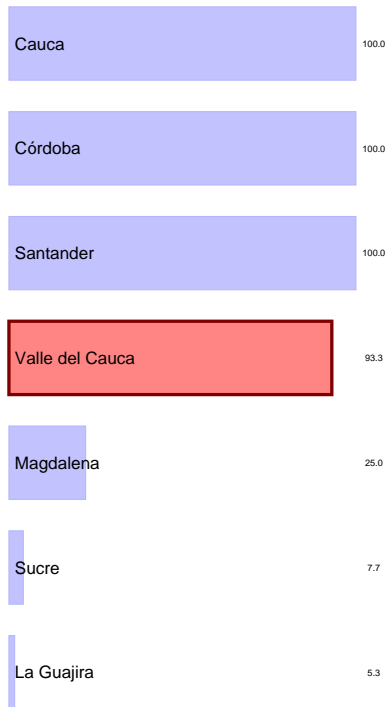 Cauca 100.0
Córdoba 100.0
Santander 100.0
Valle del Cauca 93.3
Magdalena 25.0
Sucre 7.7
La Guajira 5.3